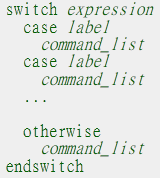 switch expression
  case label
    command_list
  case label
    command_list
  ...

  otherwise
    command_list
endswitch